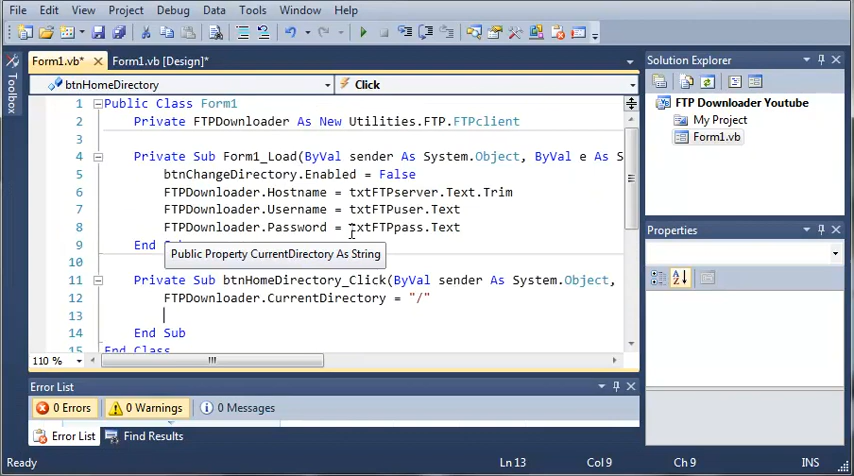 File Edit View Project Debug Data Tools Window Help
Toolbox
Form1.vb* Form1.vb [Design]*
btnHomeDirectory Click
1 Public Class Form1
2 Private FTPDownloader As New Utilities.FTP.FTPclient
3
4 Private Sub Form1_Load(ByVal sender As System.Object, ByVal e As S
5 btnChangeDirectory.Enabled = False
6 FTPDownloader.Hostname = txtFTPserver.Text.Trim
7 FTPDownloader.Username = txtFTPuser.Text
8 FTPDownloader.Password = txtFTPpass.Text
9 End
Public Property CurrentDirectory As String
10
11 Private Sub btnHomeDirectory_Click(ByVal sender As System.Object,
12 FTPDownloader.CurrentDirectory = "/"
13
14 End Sub
15 End Class
110 %
Solution Explorer
FTP Downloader Youtube
My Project
Form1.vb
Properties
Error List
0 Errors 0 Warnings 0 Messages
Error List Find Results
Ready Ln 13 Col 9 Ch 9 INS